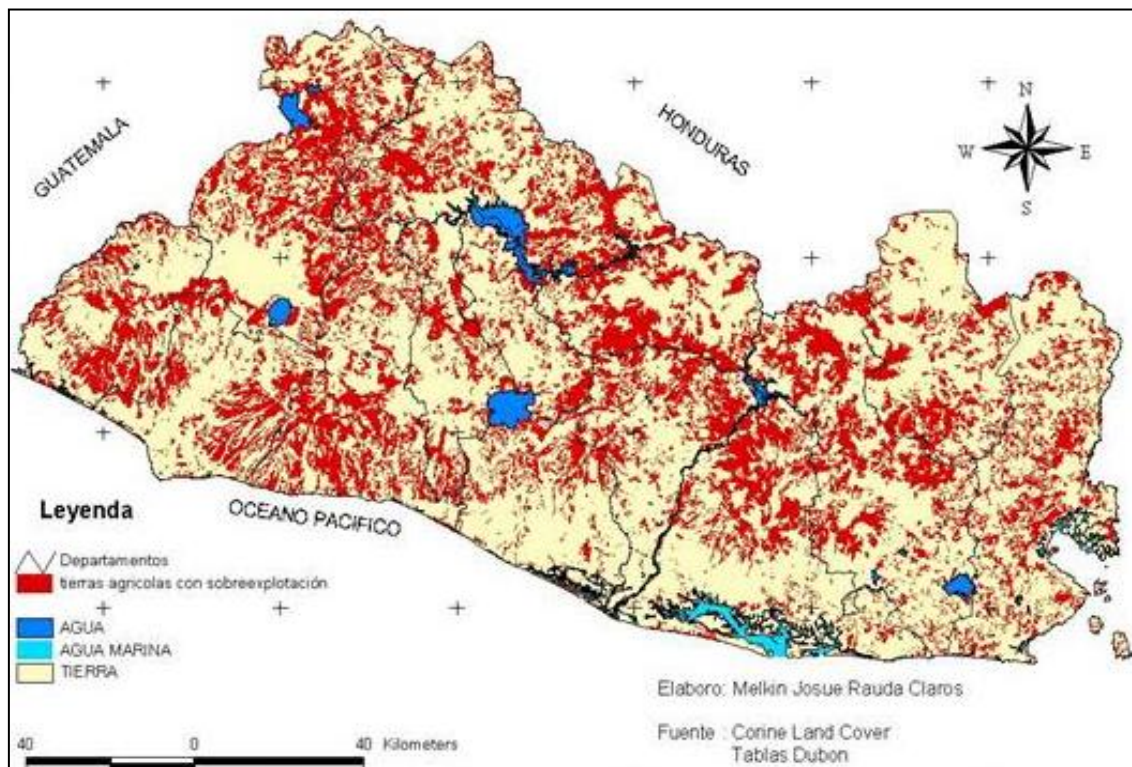 GUATEMALA
HONDURAS
N
W E
S
OCEANO PACIFICO
Leyenda
Departamentos
tierras agricolas con sobreexplotación
AGUA
AGUA MARINA
TIERRA
40 0 40 Kilometers
Elaboro: Melkin Josue Rauda Claros
Fuente : Corine Land Cover
Tablas Dubon